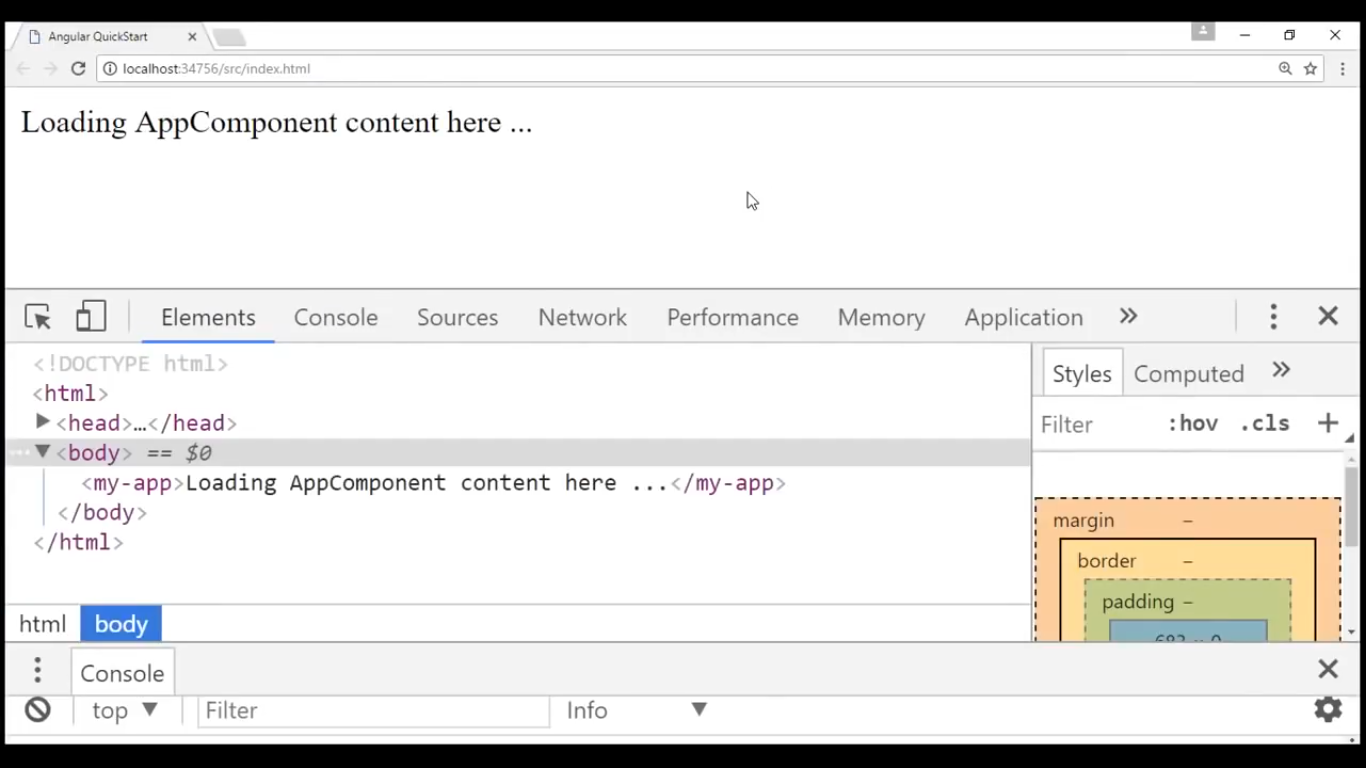 Angular QuickStart
localhost:34756/src/index.html
Loading AppComponent content here ...
Elements Console Sources Network Performance Memory Application
<!DOCTYPE html>
<html>
<head>…</head>
<body> == $0
<my-app>Loading AppComponent content here ...</my-app>
</body>
</html>
html body
Styles Computed
Filter :hov .cls +
margin –
border –
padding –
Console
top Filter Info